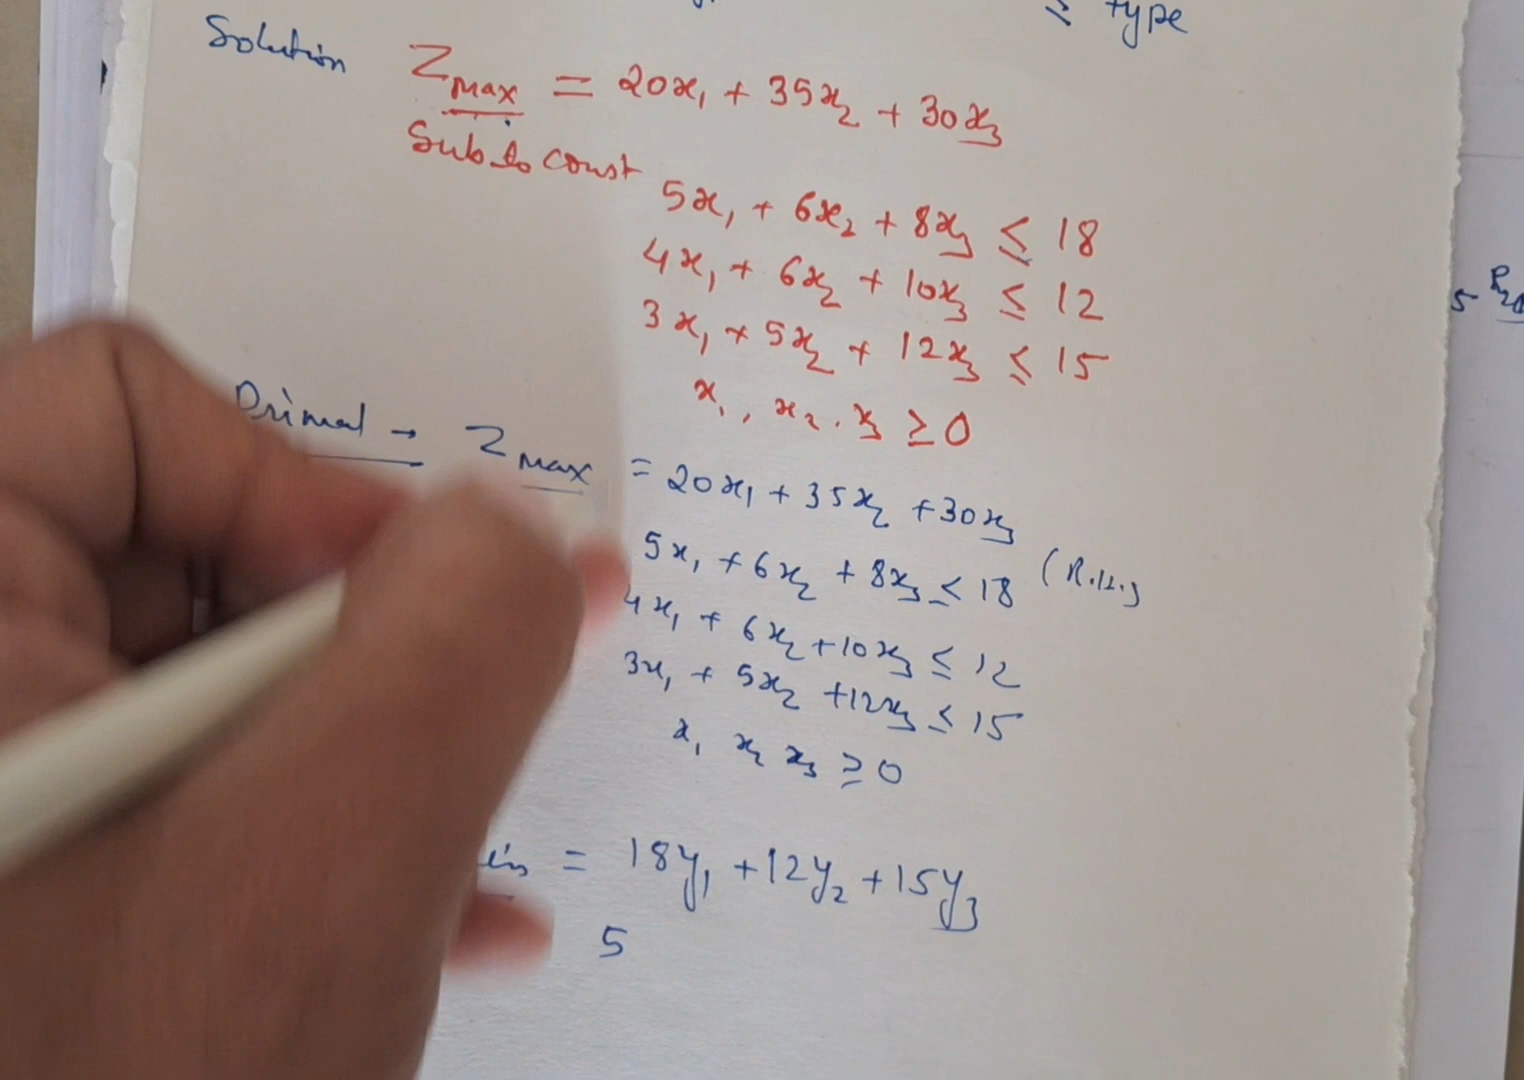 ≤ type
Solution Zmax = 20x₁ + 35x₂ + 30x₃
Sub to const
5x₁ + 6x₂ + 8x₃ ≤ 18
4x₁ + 6x₂ + 10x₃ ≤ 12
3x₁ + 5x₂ + 12x₃ ≤ 15
x₁, x₂, x₃ ≥ 0
Primal → Zmax = 20x₁ + 35x₂ + 30x₃
5x₁ + 6x₂ + 8x₃ ≤ 18 (R.H.S
4x₁ + 6x₂ + 10x₃ ≤ 12
3x₁ + 5x₂ + 12x₃ ≤ 15
x₁ x₂ x₃ ≥ 0
= 18y₁ + 12y₂ + 15y₃
5